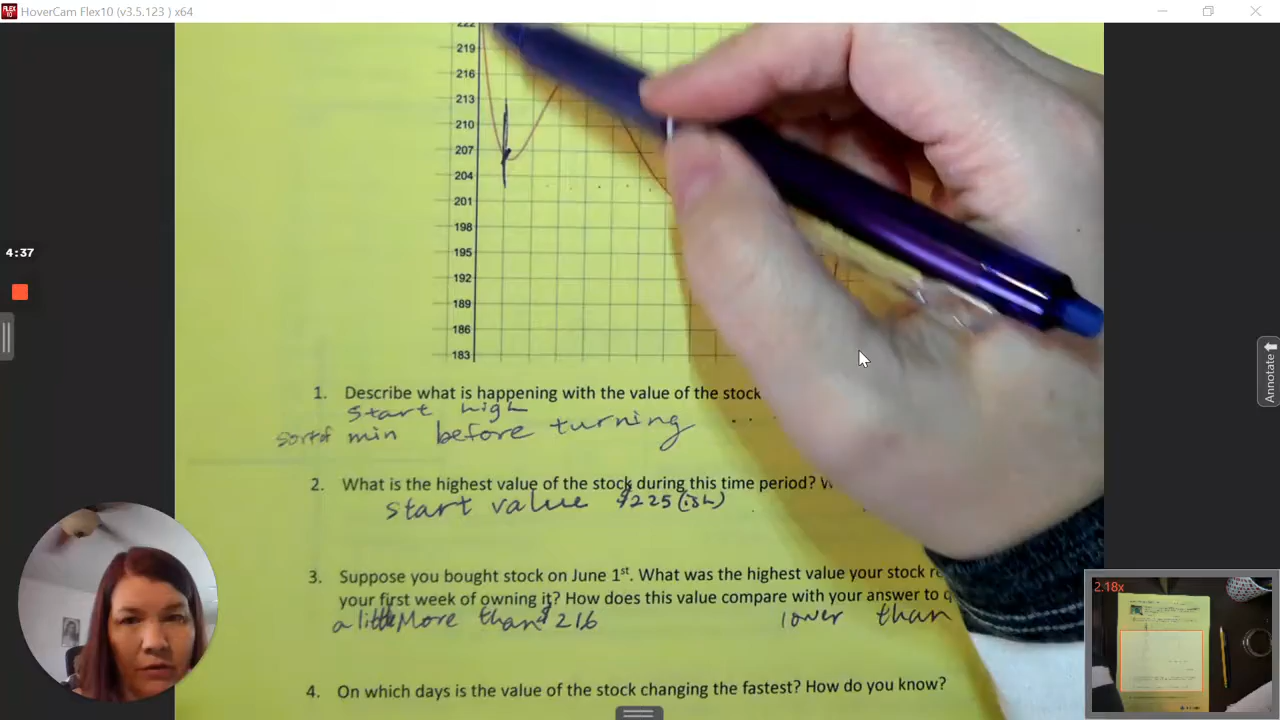 HoverCam Flex10 (v3.5.123 ) x64
222
219
216
213
210
207
204
201
198
195
192
189
186
183
4:37
Annotate
1. Describe what is happening with the value of the stock
start high
sort of min before turning ...
2. What is the highest value of the stock during this time period? W
start value $225(ish)
3. Suppose you bought stock on June 1st. What was the highest value your stock re
your first week of owning it? How does this value compare with your answer to q
a little More than $216 lower than
4. On which days is the value of the stock changing the fastest? How do you know?
2.18x